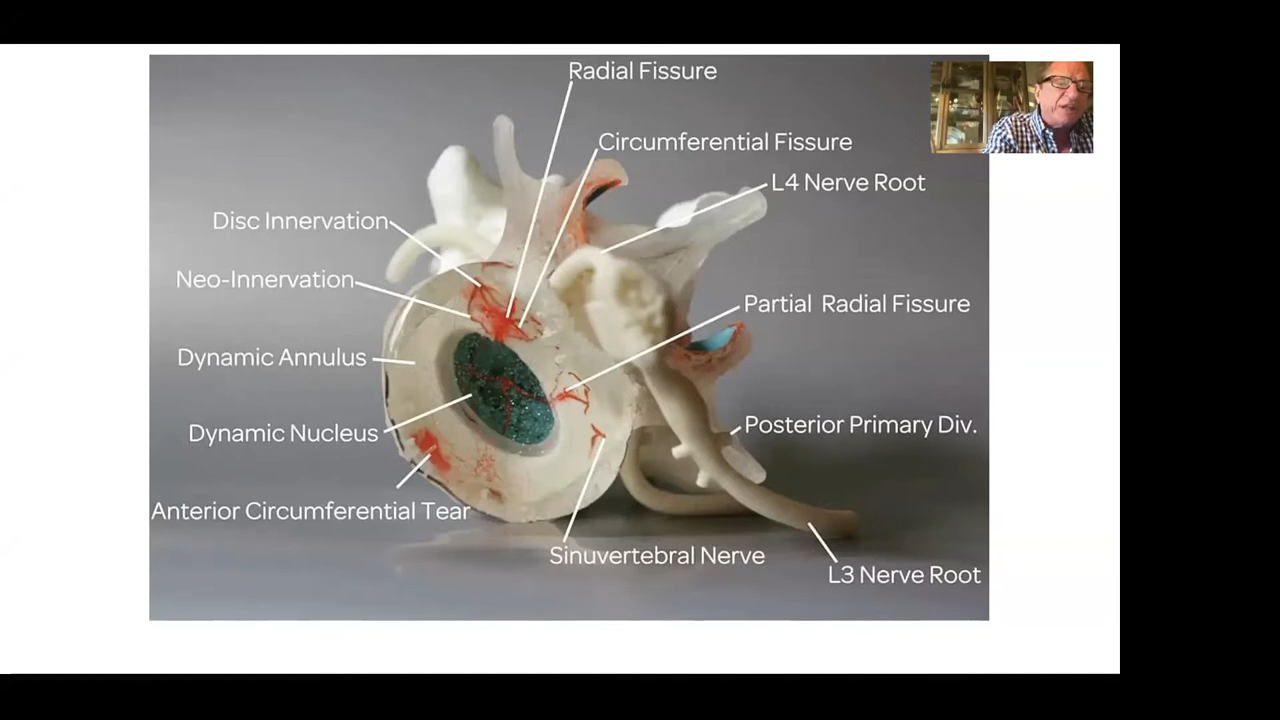 Radial Fissure
Circumferential Fissure
L4 Nerve Root
Disc Innervation
Neo-Innervation
Partial Radial Fissure
Dynamic Annulus
Dynamic Nucleus
Posterior Primary Div.
Anterior Circumferential Tear
Sinuvertebral Nerve
L3 Nerve Root